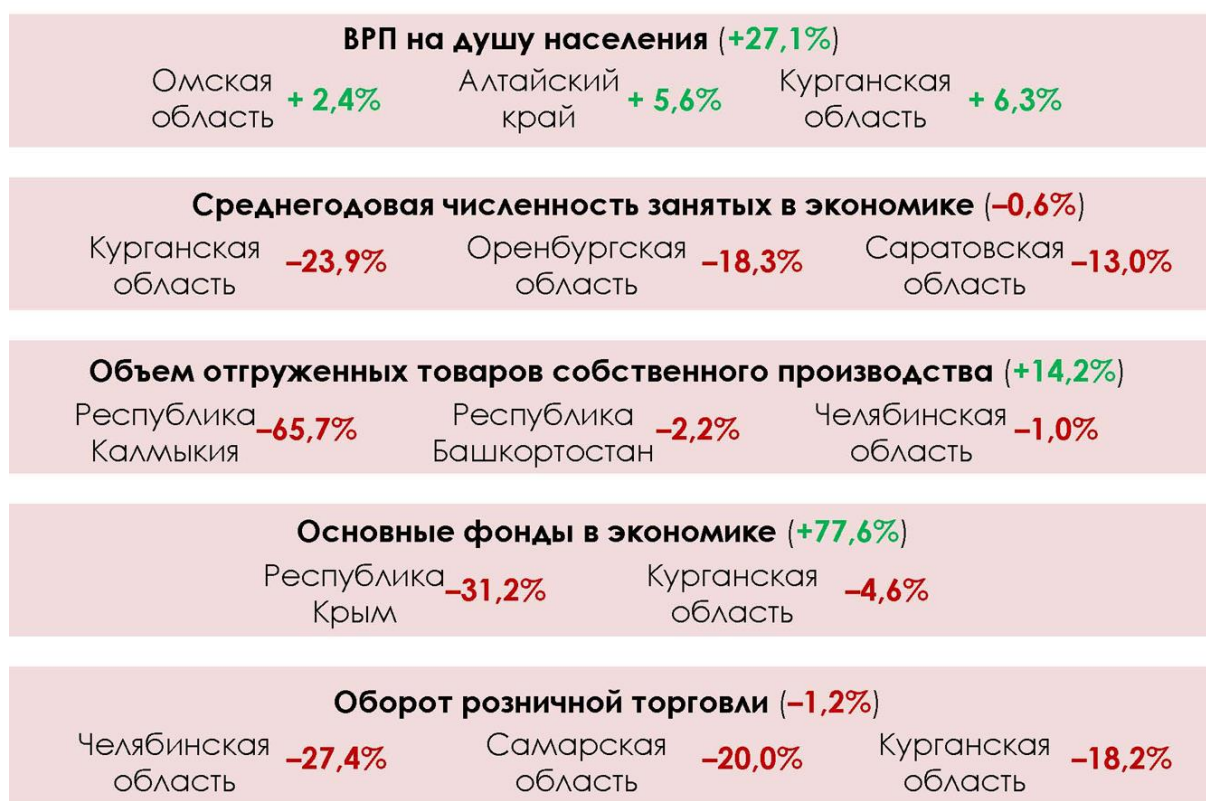 ВРП на душу населения (+27,1%)
Омская область + 2,4%
Алтайский край + 5,6%
Курганская область + 6,3%
Среднегодовая численность занятых в экономике (–0,6%)
Курганская область –23,9%
Оренбургская область –18,3%
Саратовская область –13,0%
Объем отгруженных товаров собственного производства (+14,2%)
Республика Калмыкия –65,7%
Республика Башкортостан –2,2%
Челябинская область –1,0%
Основные фонды в экономике (+77,6%)
Республика Крым –31,2%
Курганская область –4,6%
Оборот розничной торговли (–1,2%)
Челябинская область –27,4%
Самарская область –20,0%
Курганская область –18,2%